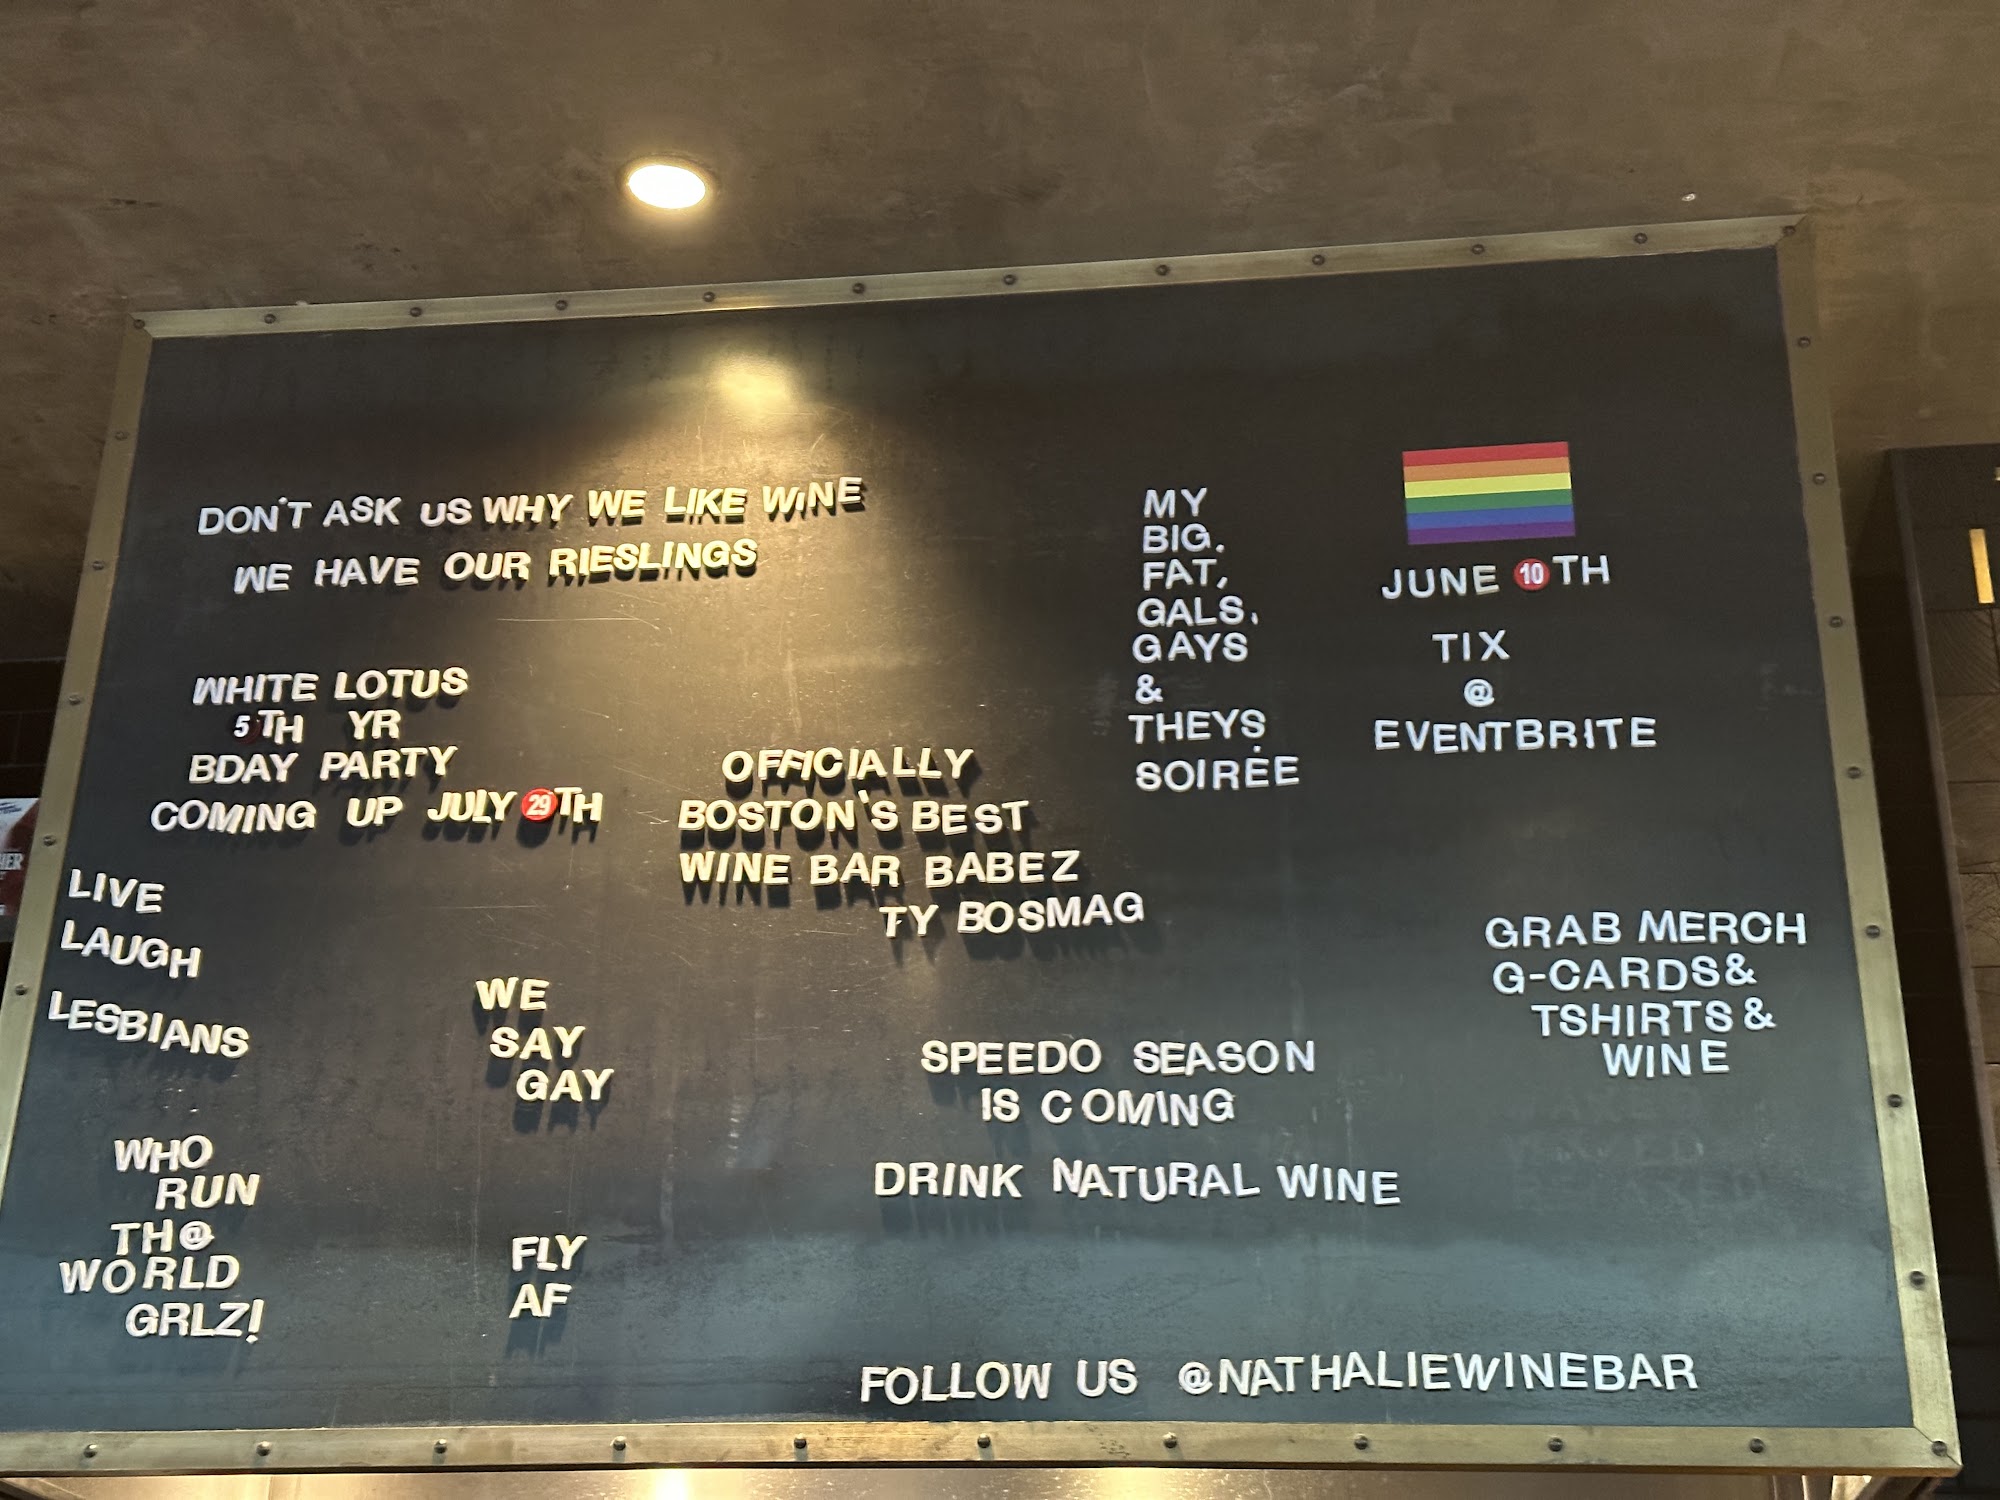 DON'T ASK US WHY WE LIKE WINE
WE HAVE OUR RIESLINGS
WHITE LOTUS
5TH YR
BDAY PARTY
COMING UP JULY 29TH
LIVE
LAUGH
LESBIANS
WE
SAY
GAY
WHO
RUN
TH@
WORLD
GRLZ!
FLY
AF
OFFICIALLY
BOSTON'S BEST
WINE BAR BABEZ
TY BOSMAG
MY
BIG.
FAT,
GALS,
GAYS
&
THEYS
SOIRÈE
JUNE 10TH
TIX
@
EVENTBRITE
GRAB MERCH
G-CARDS&
TSHIRTS &
WINE
SPEEDO SEASON
IS COMING
DRINK NATURAL WINE
FOLLOW US @NATHALIEWINEBAR